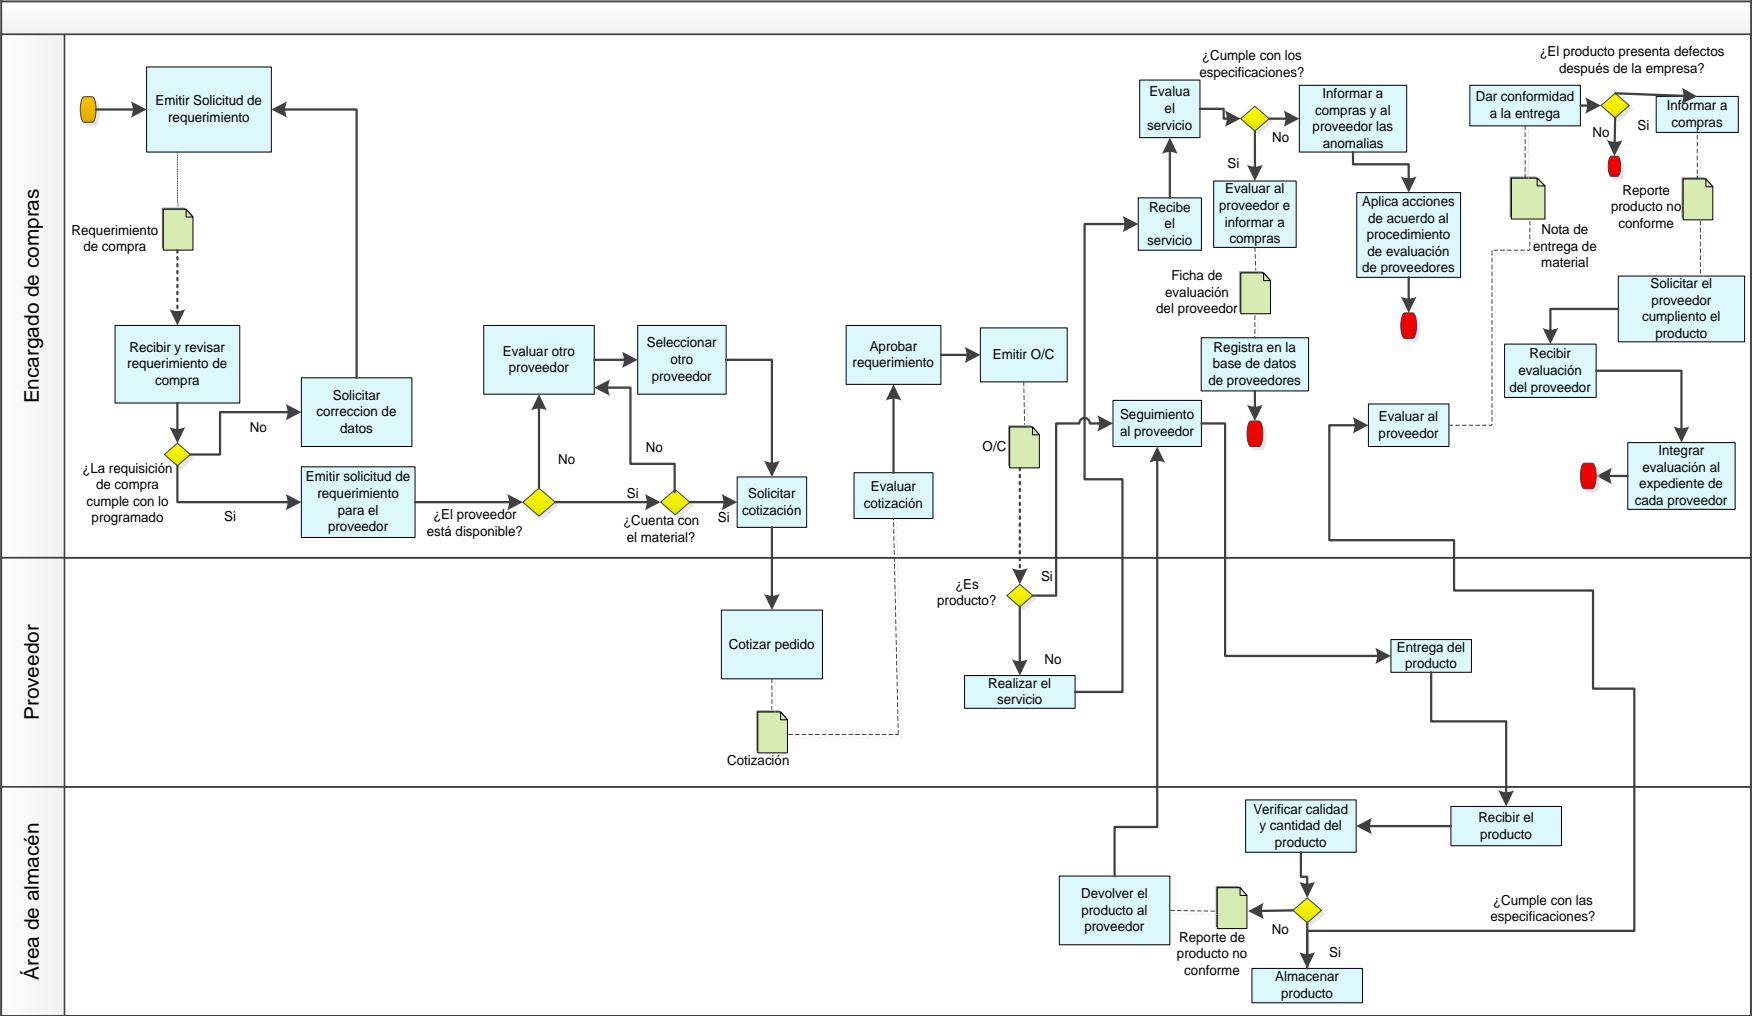 Encargado de compras
Emitir Solicitud de
requerimiento
Requerimiento
de compra
Recibir y revisar
requerimiento de
compra
Solicitar
correccion de
datos
No
¿La requisición
de compra
cumple con lo
programado
Si
Emitir solicitud de
requerimiento
para el
proveedor
¿El proveedor
está disponible?
No
Si
Evaluar otro
proveedor
Seleccionar
otro
proveedor
No
¿Cuenta con
el material?
Si
Solicitar
cotización
Aprobar
requerimiento
Emitir O/C
O/C
Evaluar
cotización
Evalua
el
servicio
Recibe
el
servicio
¿Cumple con los
especificaciones?
No
Si
Informar a
compras y al
proveedor las
anomalias
Evaluar al
proveedor e
informar a
compras
Aplica acciones
de acuerdo al
procedimiento
de evaluación
de proveedores
Ficha de
evaluación
del proveedor
Registra en la
base de datos
de proveedores
Seguimiento
al proveedor
Evaluar al
proveedor
Dar conformidad
a la entrega
¿El producto presenta defectos
después de la empresa?
No
Si
Informar a
compras
Nota de
entrega de
material
Reporte
producto no
conforme
Solicitar el
proveedor
cumpliento el
producto
Recibir
evaluación
del proveedor
Integrar
evaluación al
expediente de
cada proveedor
Proveedor
Cotizar pedido
Cotización
¿Es
producto?
Si
No
Realizar el
servicio
Entrega del
producto
Área de almacén
Verificar calidad
y cantidad del
producto
Recibir el
producto
Devolver el
producto al
proveedor
Reporte de
producto no
conforme
No
¿Cumple con las
especificaciones?
Si
Almacenar
producto